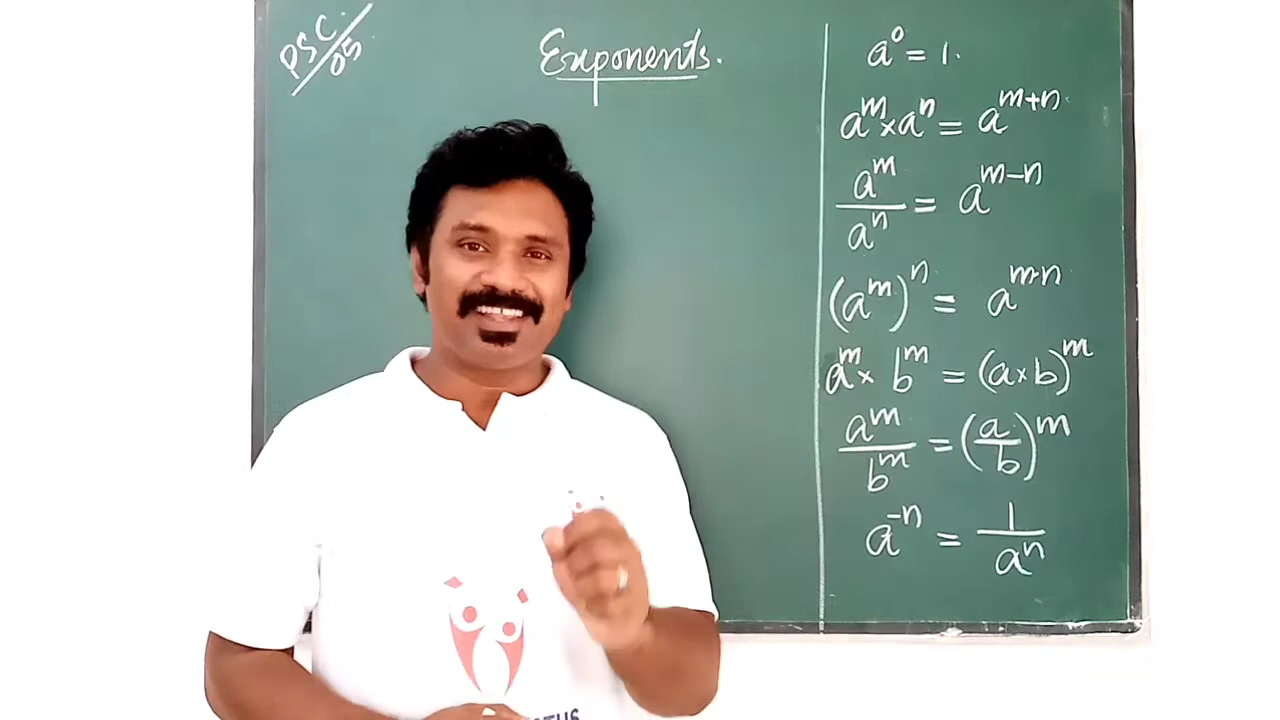 PSC/05
Exponents.
a⁰ = 1.
aᵐ × aⁿ = aᵐ⁺ⁿ
aᵐ/aⁿ = aᵐ⁻ⁿ
(aᵐ)ⁿ = aᵐ·ⁿ
aᵐ × bᵐ = (a×b)ᵐ
aᵐ/bᵐ = (a/b)ᵐ
a⁻ⁿ = 1/aⁿ